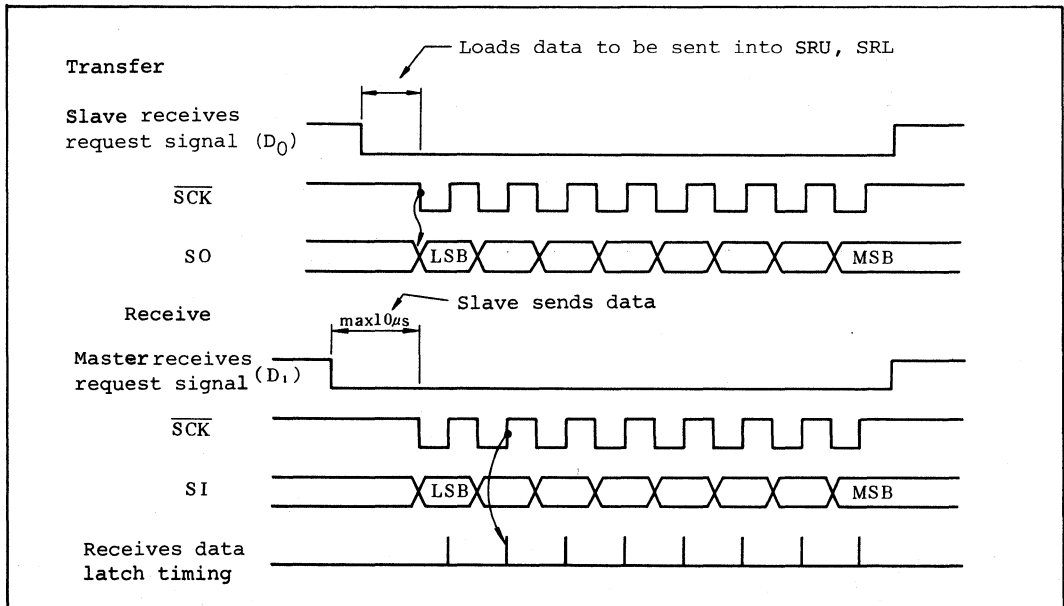 Loads data to be sent into SRU, SRL
Transfer
Slave receives
request signal (D0)
SCK
SO
LSB
MSB
Receive
max10μs
Slave sends data
Master receives
request signal (D1)
SCK
SI
LSB
MSB
Receives data
latch timing